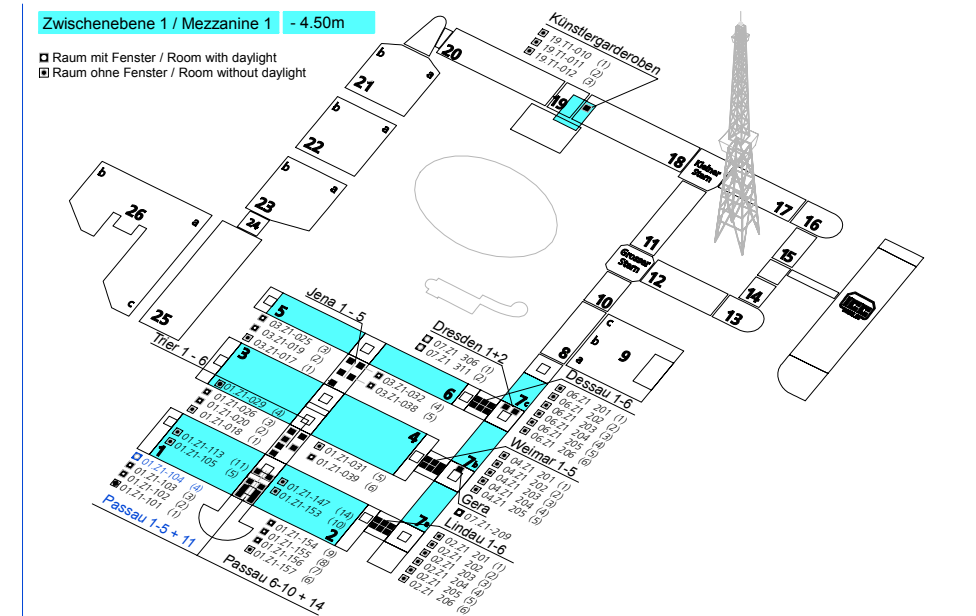 Zwischenebene 1 / Mezzanine 1 - 4.50m
Raum mit Fenster / Room with daylight
Raum ohne Fenster / Room without daylight
Künstlergarderoben
19.T1-010 (1)
19.T1-011 (2)
19.T1-012 (3)
20
b
a
21
b
a
22
b
a
23
24
25
b
26
a
c
19
18
Kleiner
Stern
17
16
15
14
13
12
11
Grosser
Stern
10
c
b
9
a
8
Jena 1 - 5
5
03.Z1-025 (3)
03.Z1-019 (2)
03.Z1-017 (1)
03.Z1-032 (4)
03.Z1-038 (5)
6
Dresden 1+2
07.Z1 306 (1)
07.Z1 311 (2)
7c
Trier 1 - 6
3
01.Z1-029 (4)
01.Z1-026 (3)
01.Z1-020 (2)
01.Z1-018 (1)
4
01.Z1-031 (5)
01.Z1-039 (6)
Dessau 1-6
06.Z1 201 (1)
06.Z1 202 (2)
06.Z1 203 (3)
06.Z1 204 (4)
06.Z1 205 (5)
06.Z1 206 (6)
Weimar 1-5
04.Z1 201 (1)
04.Z1 202 (2)
04.Z1 203 (3)
04.Z1 204 (4)
04.Z1 205 (5)
7b
Gera
07.Z1-209
1
01.Z1-113 (11)
01.Z1-105 (5)
01.Z1-104 (4)
01.Z1-103 (3)
01.Z1-102 (2)
01.Z1-101 (1)
Passau 1-5 + 11
01.Z1-147 (14)
01.Z1-153 (10)
2
01.Z1-154 (9)
01.Z1-155 (8)
01.Z1-156 (7)
01.Z1-157 (6)
Passau 6-10 + 14
7a
Lindau 1-6
02.Z1 201 (1)
02.Z1 202 (2)
02.Z1 203 (3)
02.Z1 204 (4)
02.Z1 205 (5)
02.Z1 206 (6)